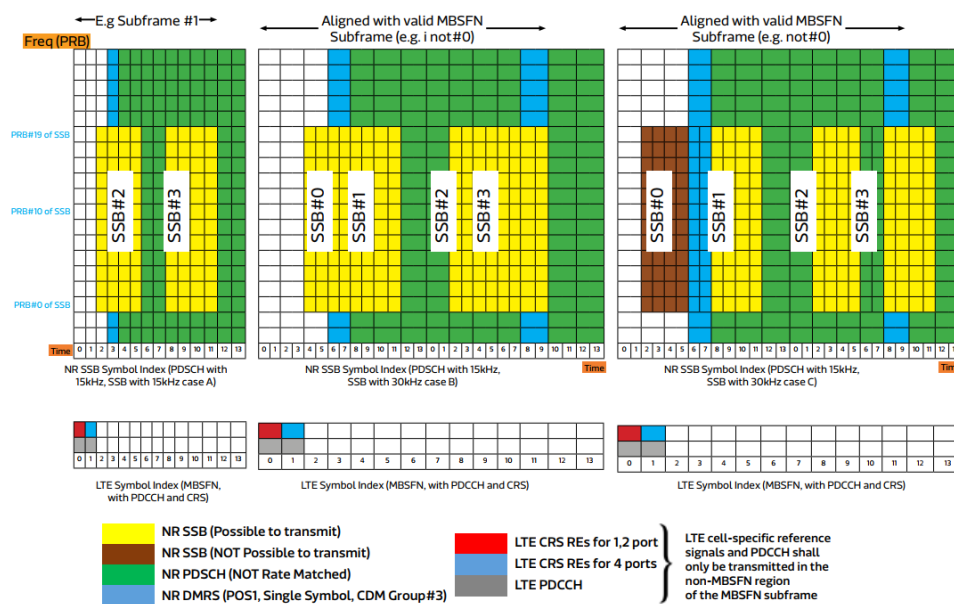 E.g Subframe #1
Aligned with valid MBSFN
Subframe (e.g. i not#0)
Aligned with valid MBSFN
Subframe (e.g. not#0)
Freq (PRB)
PRB#19 of SSB
PRB#10 of SSB
PRB#0 of SSB
SSB#2
SSB#3
SSB#0
SSB#1
SSB#2
SSB#3
SSB#0
SSB#1
SSB#2
SSB#3
Time
0 1 2 3 4 5 6 7 8 9 10 11 12 13
0 1 2 3 4 5 6 7 8 9 10 11 12 13 0 1 2 3 4 5 6 7 8 9 10 11 12 13
0 1 2 3 4 5 6 7 8 9 10 11 12 13 0 1 2 3 4 5 6 7 8 9 10 11 12 13
NR SSB Symbol Index (PDSCH with
15kHz, SSB with 15kHz case A)
NR SSB Symbol Index (PDSCH 15kHz,
SSB with 30kHz case B)
Time
NR SSB Symbol Index (PDSCH with 15kHz,
SSB with 30kHz case C)
Time
0 1 2 3 4 5 6 7 8 9 10 11 12 13
0 1 2 3 4 5 6 7 8 9 10 11 12 13
0 1 2 3 4 5 6 7 8 9 10 11 12 13
LTE Symbol Index (MBSFN,
with PDCCH and CRS)
LTE Symbol Index (MBSFN, with PDCCH and CRS)
LTE Symbol Index (MBSFN, with PDCCH and CRS)
NR SSB (Possible to transmit)
NR SSB (NOT Possible to transmit)
NR PDSCH (NOT Rate Matched)
NR DMRS (POS1, Single Symbol, CDM Group#3)
LTE CRS REs for 1,2 port
LTE CRS REs for 4 ports
LTE PDCCH
LTE cell-specific reference
signals and PDCCH shall
only be transmitted in the
non-MBSFN region
of the MBSFN subframe